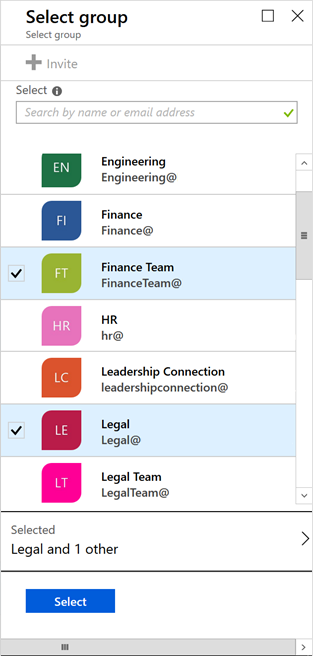 Select group
Select group
Invite
Select
Search by name or email address
EN
Engineering
Engineering@
FI
Finance
Finance@
FT
Finance Team
FinanceTeam@
HR
HR
hr@
LC
Leadership Connection
leadershipconnection@
LE
Legal
Legal@
LT
Legal Team
LegalTeam@
Selected
Legal and 1 other
Select